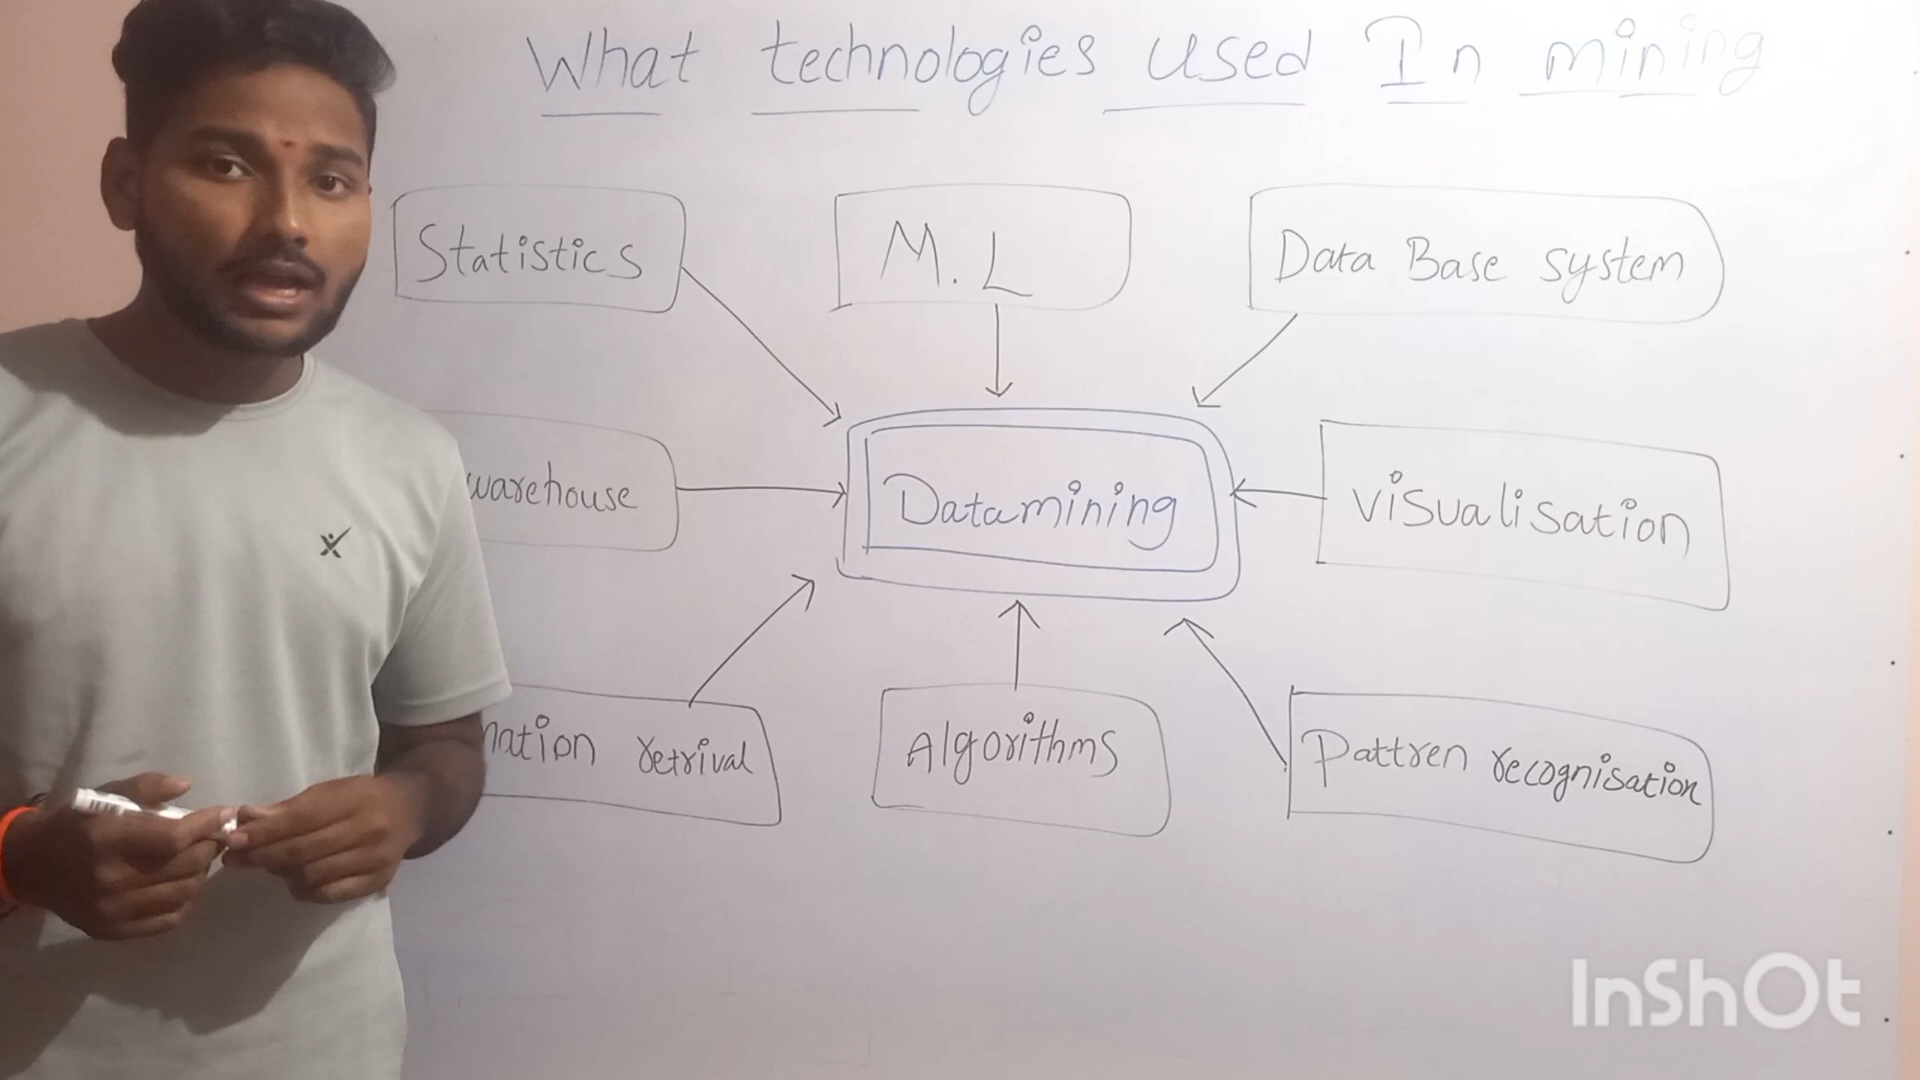 What technologies used In mining
Statistics
M.L
Data Base system
warehouse
Datamining
visualisation
nation retrival
Algorithms
Pattren recognisation
InShOt